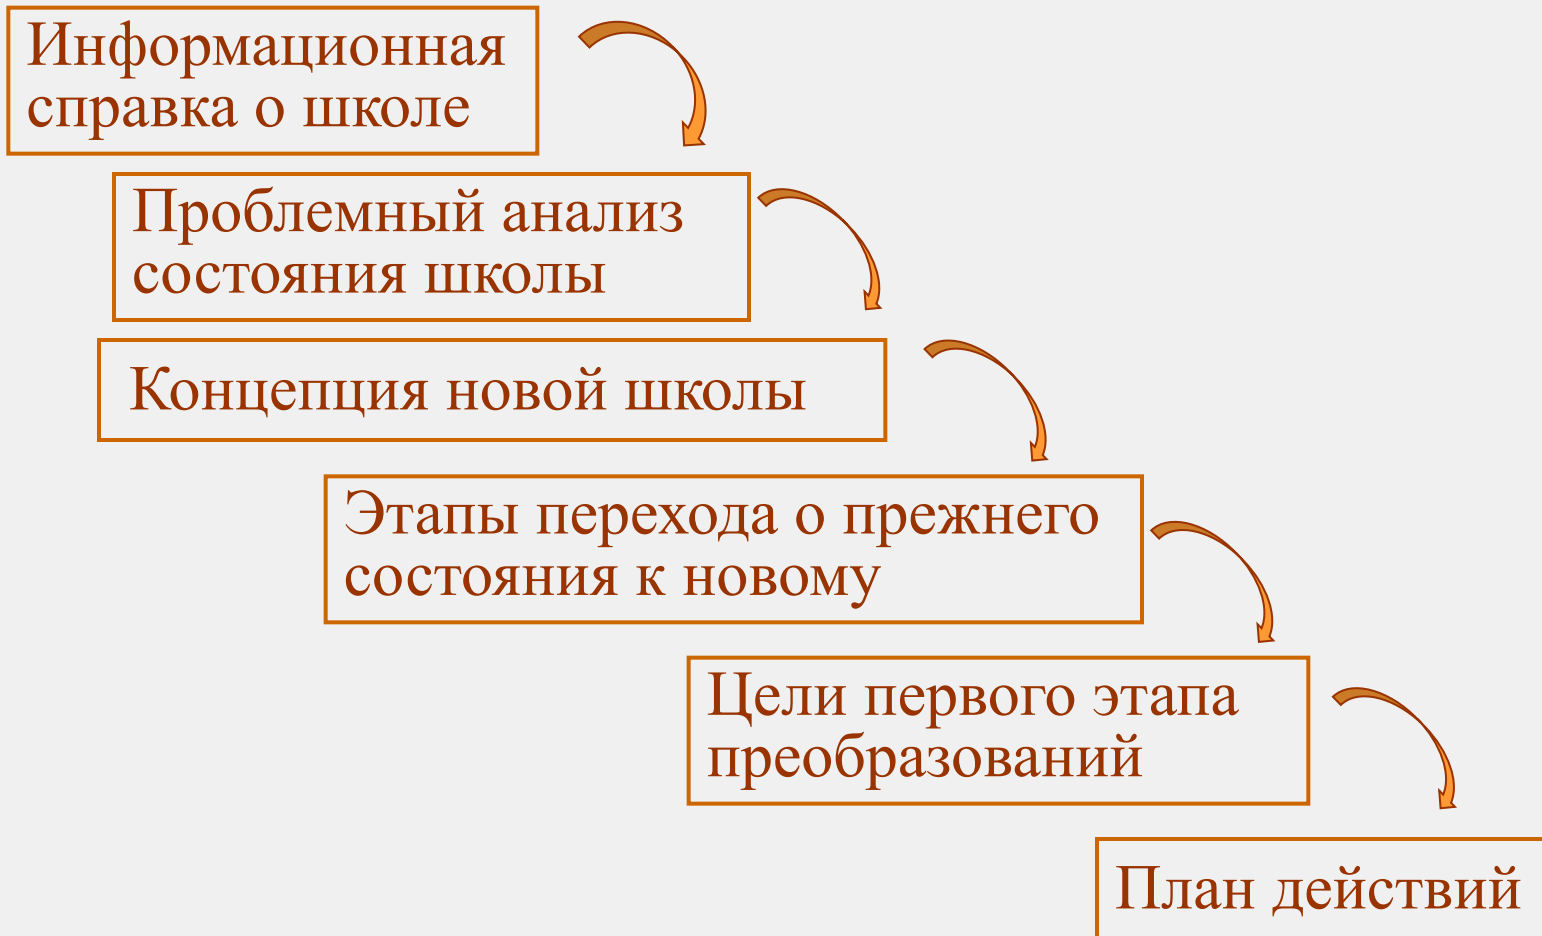 Информационная
справка о школе
Проблемный анализ
состояния школы
Концепция новой школы
Этапы перехода о прежнего
состояния к новому
Цели первого этапа
преобразований
План действий